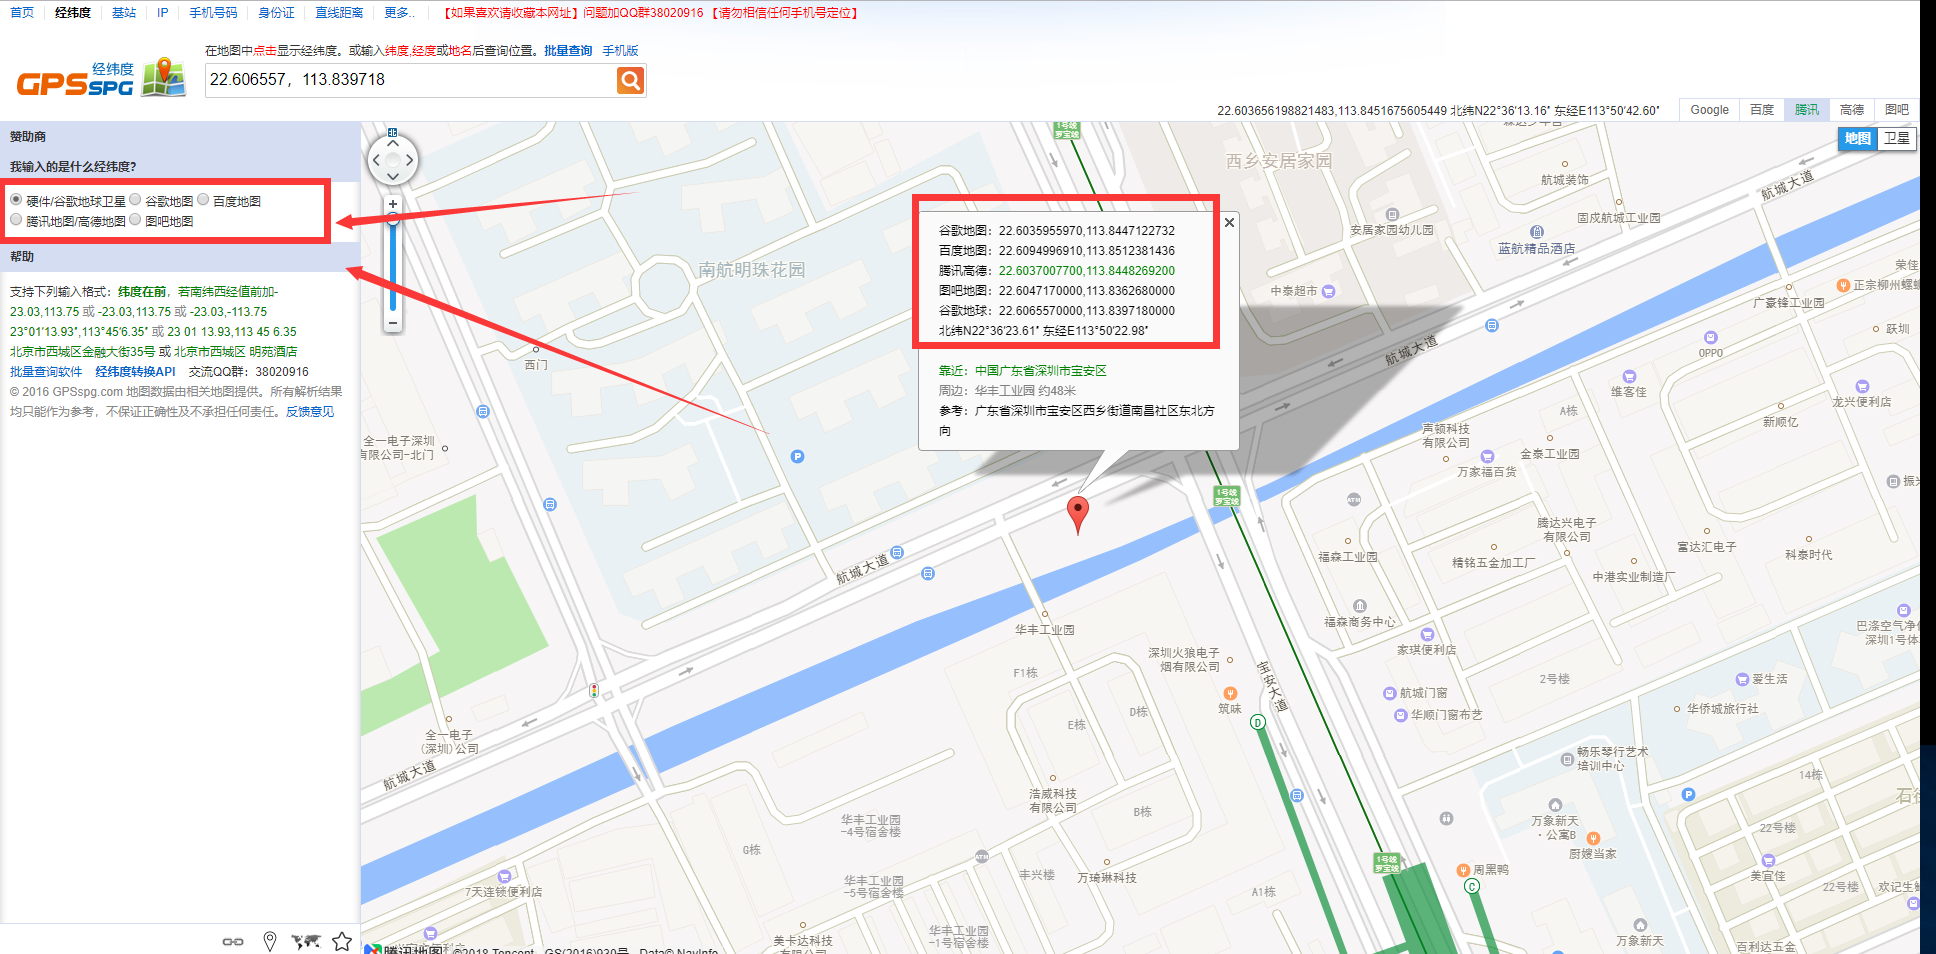 首页 经纬度 基站 IP 手机号码 身份证 直线距离 更多.. 【如果喜欢请收藏本网址】问题加QQ群38020916 【请勿相信任何手机号定位】
在地图中点击显示经纬度。或输入纬度,经度或地名后查询位置。批量查询 手机版
GPSspg 经纬度
22.606557，113.839718
22.603656198821483,113.8451675605449 北纬N22°36′13.16″ 东经E113°50′42.60″
Google 百度 腾讯 高德 图吧
地图 卫星
赞助商
我输入的是什么经纬度？
硬件/谷歌地球卫星 谷歌地图 百度地图
腾讯地图/高德地图 图吧地图
帮助
支持下列输入格式：纬度在前，若南纬西经值前加-
23.03,113.75 或 -23.03,113.75 或 -23.03,-113.75
23°01′13.93″,113°45′6.35″ 或 23 01 13.93,113 45 6.35
北京市西城区金融大街35号 或 北京市西城区 明苑酒店
批量查询软件 经纬度转换API 交流QQ群：38020916
© 2016 GPSspg.com 地图数据由相关地图提供。所有解析结果
均只能作为参考，不保证正确性及不承担任何责任。反馈意见
谷歌地图：22.6035955970,113.8447122732
百度地图：22.6094996910,113.8512381436
腾讯高德：22.6037007700,113.8448269200
图吧地图：22.6047170000,113.8362680000
谷歌地球：22.6065570000,113.8397180000
北纬N22°36′23.61″ 东经E113°50′22.98″
靠近：中国广东省深圳市宝安区
周边：华丰工业园 约48米
参考：广东省深圳市宝安区西乡街道南昌社区东北方
向
1号线
罗宝线
西乡安居家园
航城装饰
航城大道
固戍航城工业园
安居家园幼儿园
蓝航精品酒店
南航明珠花园
荣佳
中泰超市
正宗柳州螺蛳
广豪锋工业园
跃圳
航城大道
OPPO
西门
维客佳
龙兴便利店
A栋
新顺亿
全一电子深圳
有限公司-北门
声顿科技
有限公司
金泰工业园
万家福百货
P
1号线
罗宝线
ATM
振兴
腾达兴电子
有限公司
福森工业园
精铭五金加工厂
富达汇电子
科泰时代
航城大道
中港实业制造厂
福森商务中心
华丰工业园
巴涤空气净化
深圳1号体
家琪便利店
深圳火狼电子
烟有限公司
F1栋
宝安大道
2号楼
爱生活
航城门窗
筑味
华顺门窗布艺
华侨城旅行社
D栋
E栋
D
全一电子
(深圳)公司
畅乐琴行艺术
培训中心
航城大道
14栋
浩威科技
有限公司
P
B栋
华丰工业园
-4号宿舍楼
万象新天
·公寓B
22号楼
G栋
ATM
厨嫂当家
1号线
罗宝线
周黑鸭
美宜佳
丰兴楼
万琦琳科技
7天连锁便利店
华丰工业园
-5号宿舍楼
A1栋
C
22号楼
欢记生鲜
华丰工业园
-1号宿舍楼
美卡达科技
有限公司
万象新天
百利达五金
腾讯地图 ©2018 Tencent - GS(2016)930号 - Data© NavInfo